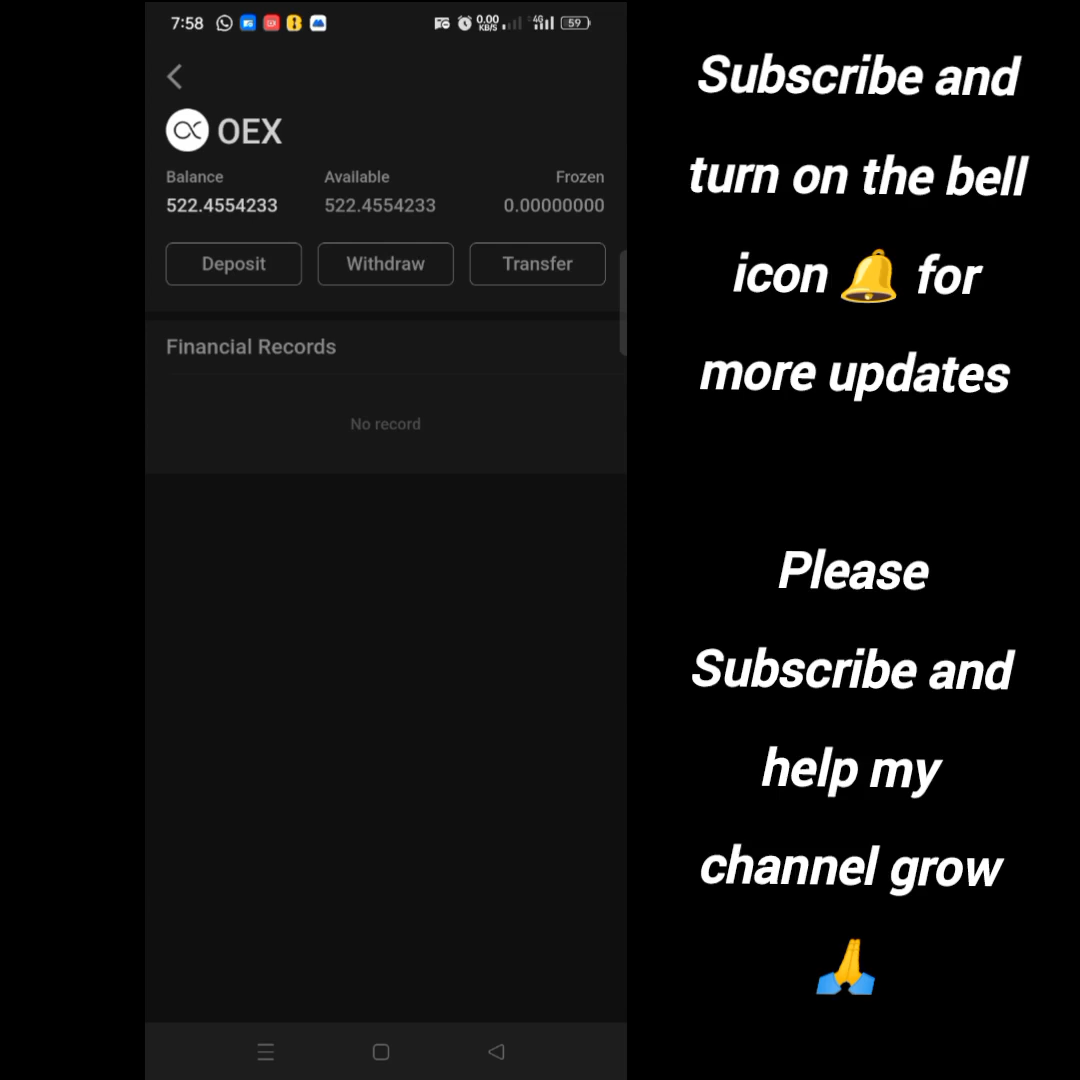 7:58
0.00
KB/S
4G
59
OEX
Balance Available Frozen
522.4554233 522.4554233 0.00000000
Deposit Withdraw Transfer
Financial Records
No record
Subscribe and
turn on the bell
icon 🔔 for
more updates
Please
Subscribe and
help my
channel grow
🙏